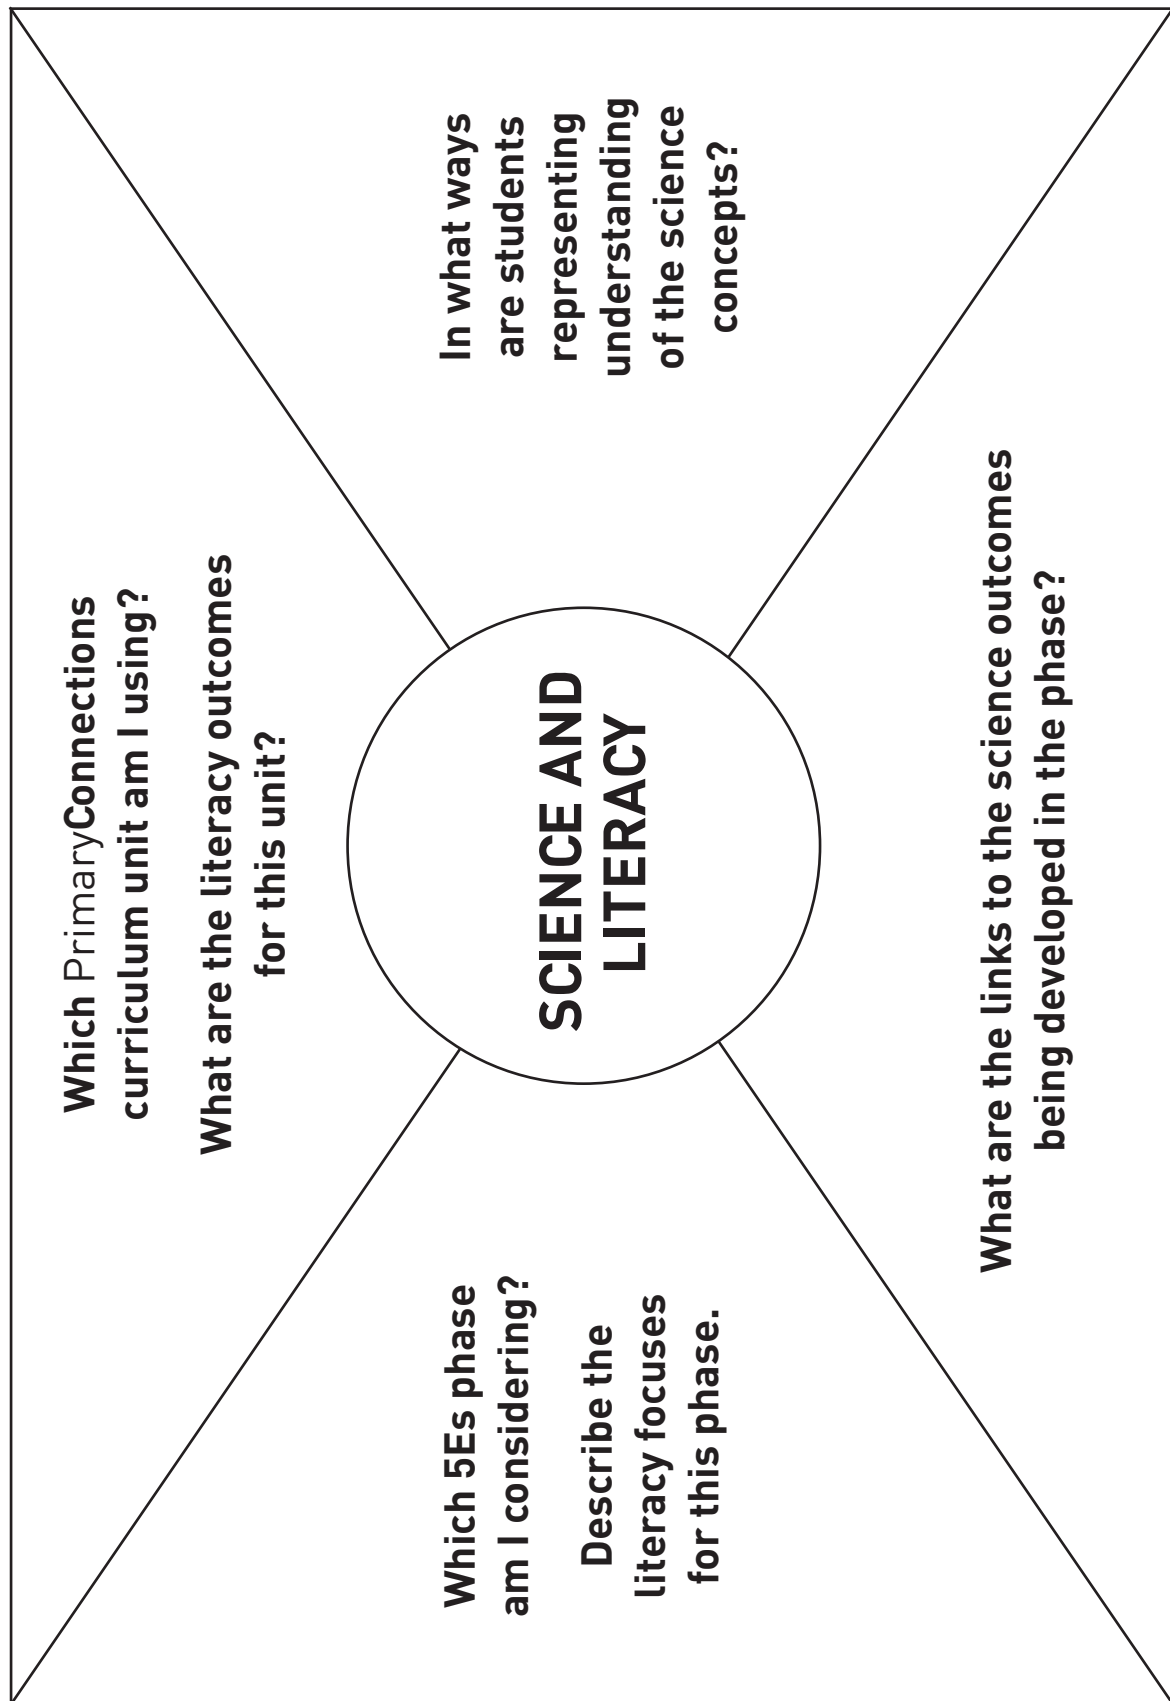 Which PrimaryConnections
curriculum unit am I using?
What are the literacy outcomes
for this unit?
Which 5Es phase
am I considering?
Describe the
literacy focuses
for this phase.
SCIENCE AND
LITERACY
In what ways
are students
representing
understanding
of the science
concepts?
What are the links to the science outcomes
being developed in the phase?